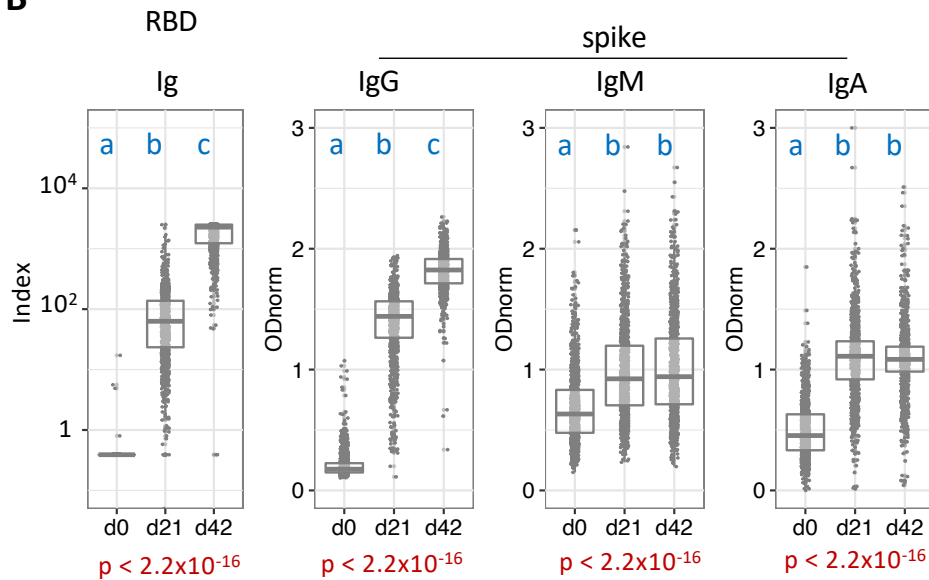 B
RBD
spike
Ig
IgG
IgM
IgA
a b c
a b c
a b b
a b b
Index
10⁴
10²
1
ODnorm
3
2
1
0
ODnorm
3
2
1
0
ODnorm
3
2
1
0
d0 d21 d42
d0 d21 d42
d0 d21 d42
d0 d21 d42
p < 2.2x10⁻¹⁶
p < 2.2x10⁻¹⁶
p < 2.2x10⁻¹⁶
p < 2.2x10⁻¹⁶